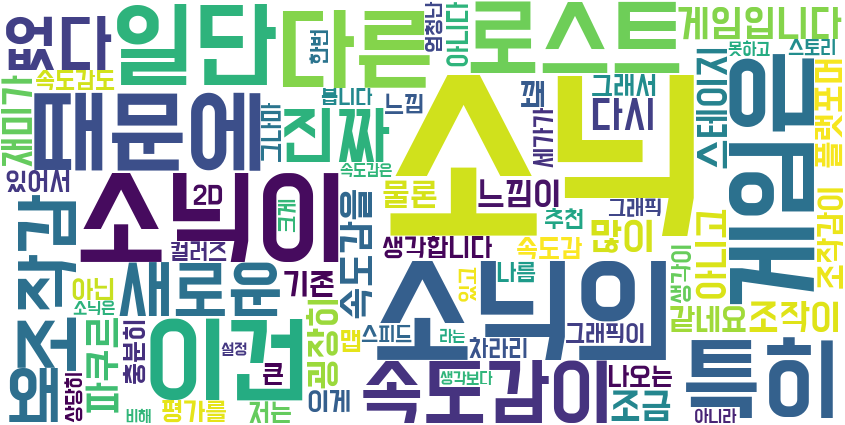 없다
일단
다른
한번
엄청난
아니다
로스트
게임입니다
못하고
스토리
재미가
속도감도
때문에
그나마
진짜
봅니다
느낌
속도감은
소닉
꽤
세가가
그래서
다시
스테이지
게임은
플랫포머
있어서
소닉이
2D
크게
컬러즈
기존
속도감을
물론
느낌이
생각합니다
추천
속도감
그래픽
많이
생각이
아니고
조작감이
조작감
아닌
소닉은
새로운
소닉의
있고
나름
그래픽이
같네요
조작이
왜
상당히
파쿠리
충분히
비해
이건
설정
평가를
큰
굉장히
저는
이게
맵
스피드
라는
차라리
속도감이
생각보다
나오는
조금
특히
아니라